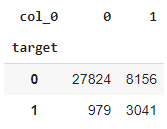 col_0 0 1
target
0 27824 8156
1 979 3041